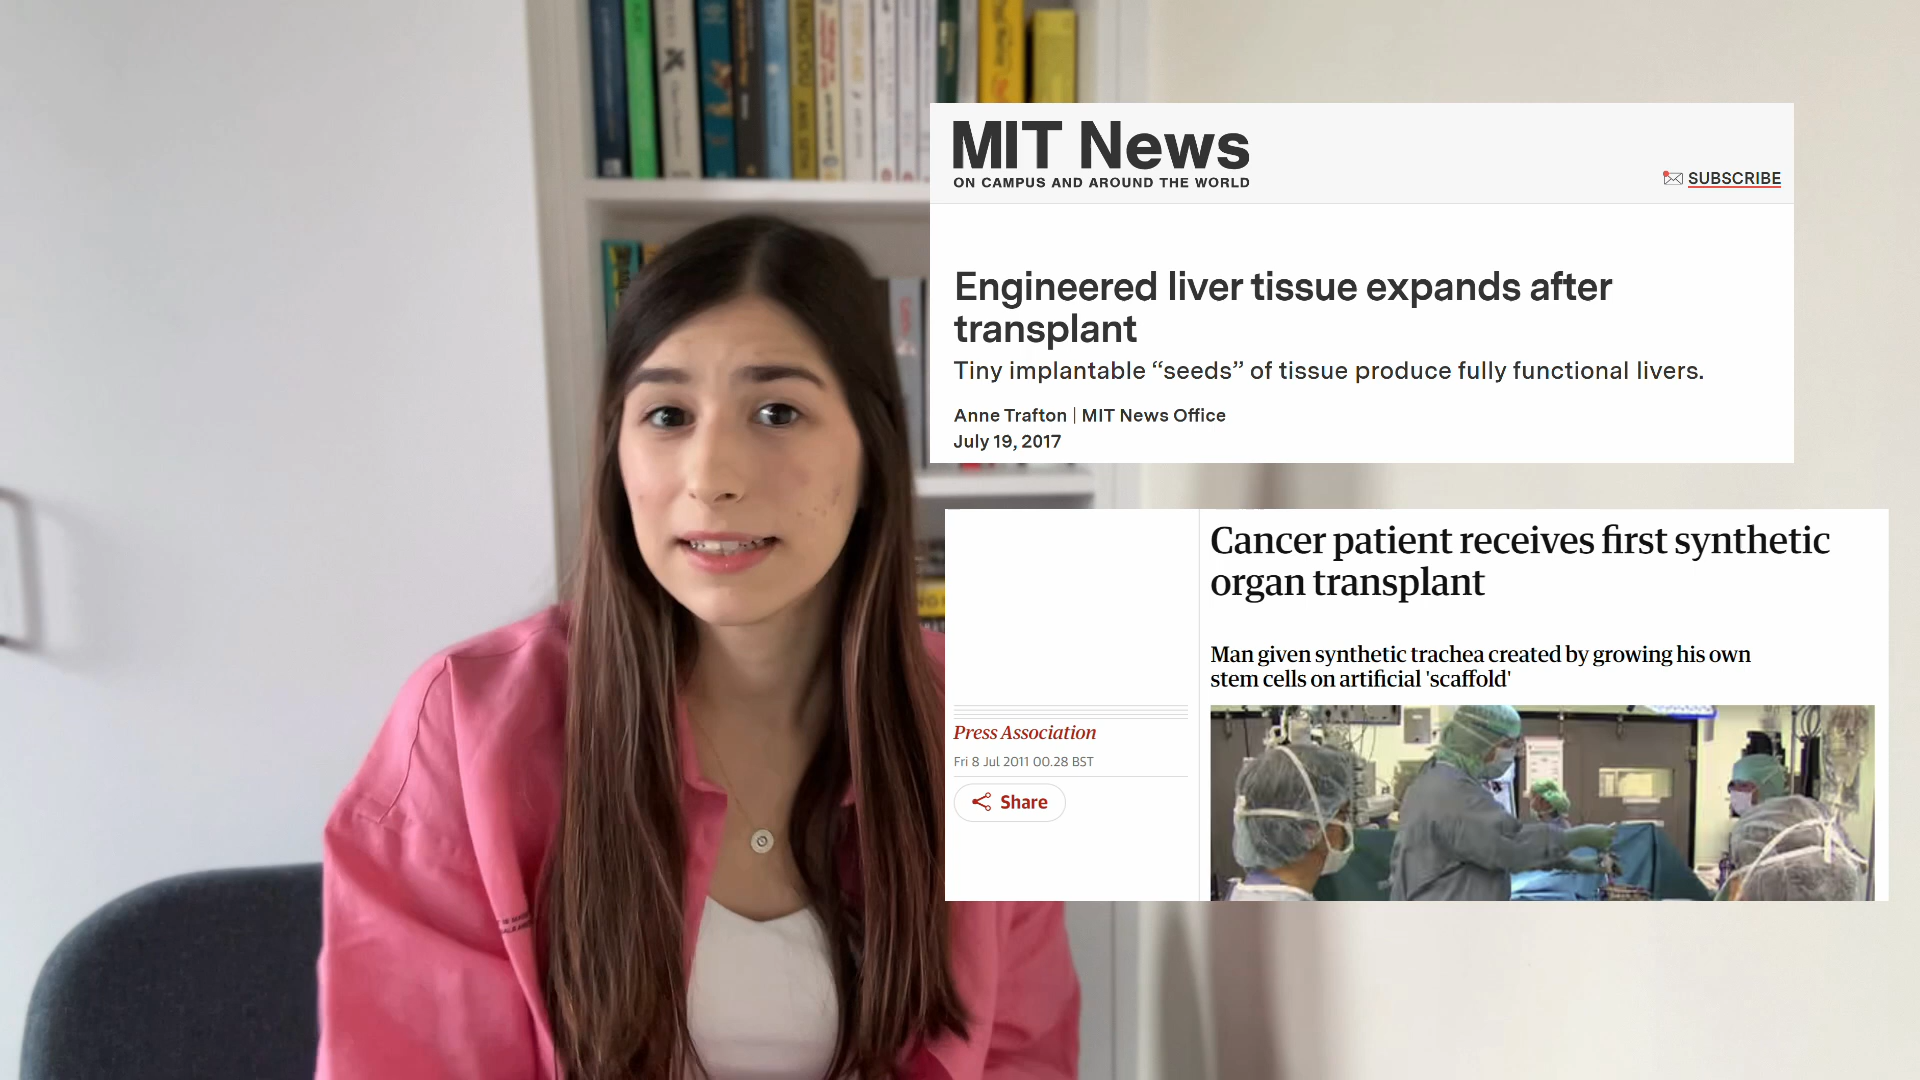 MIT News
ON CAMPUS AND AROUND THE WORLD
SUBSCRIBE
Engineered liver tissue expands after
transplant
Tiny implantable “seeds” of tissue produce fully functional livers.
Anne Trafton | MIT News Office
July 19, 2017
Cancer patient receives first synthetic
organ transplant
Man given synthetic trachea created by growing his own
stem cells on artificial 'scaffold'
Press Association
Fri 8 Jul 2011 00.28 BST
Share